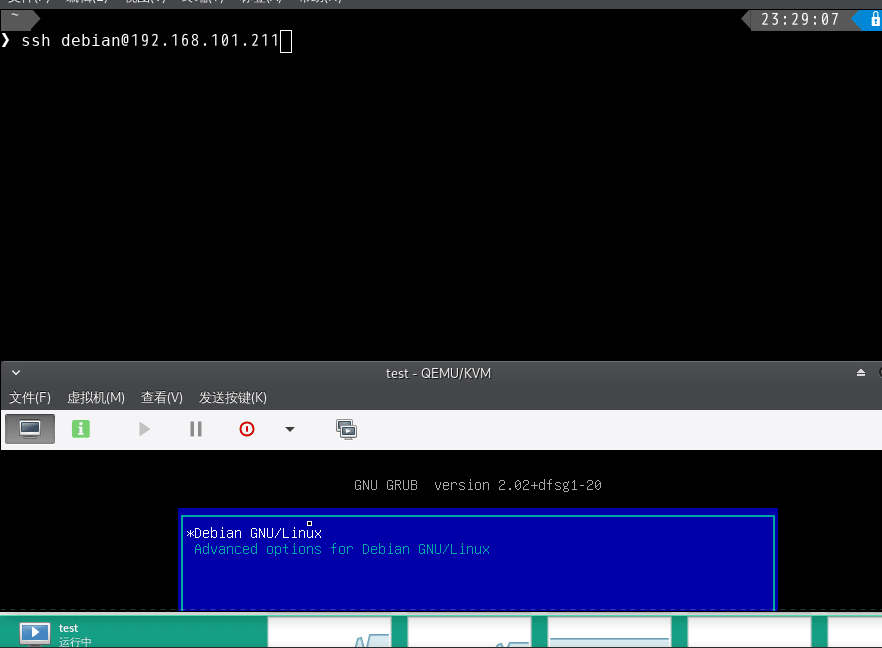 ~ 23:29:07
❯ ssh debian@192.168.101.211
test - QEMU/KVM
文件(F) 虚拟机(M) 查看(V) 发送按键(K)
GNU GRUB version 2.02+dfsg1-20
*Debian GNU/Linux
Advanced options for Debian GNU/Linux
test
运行中